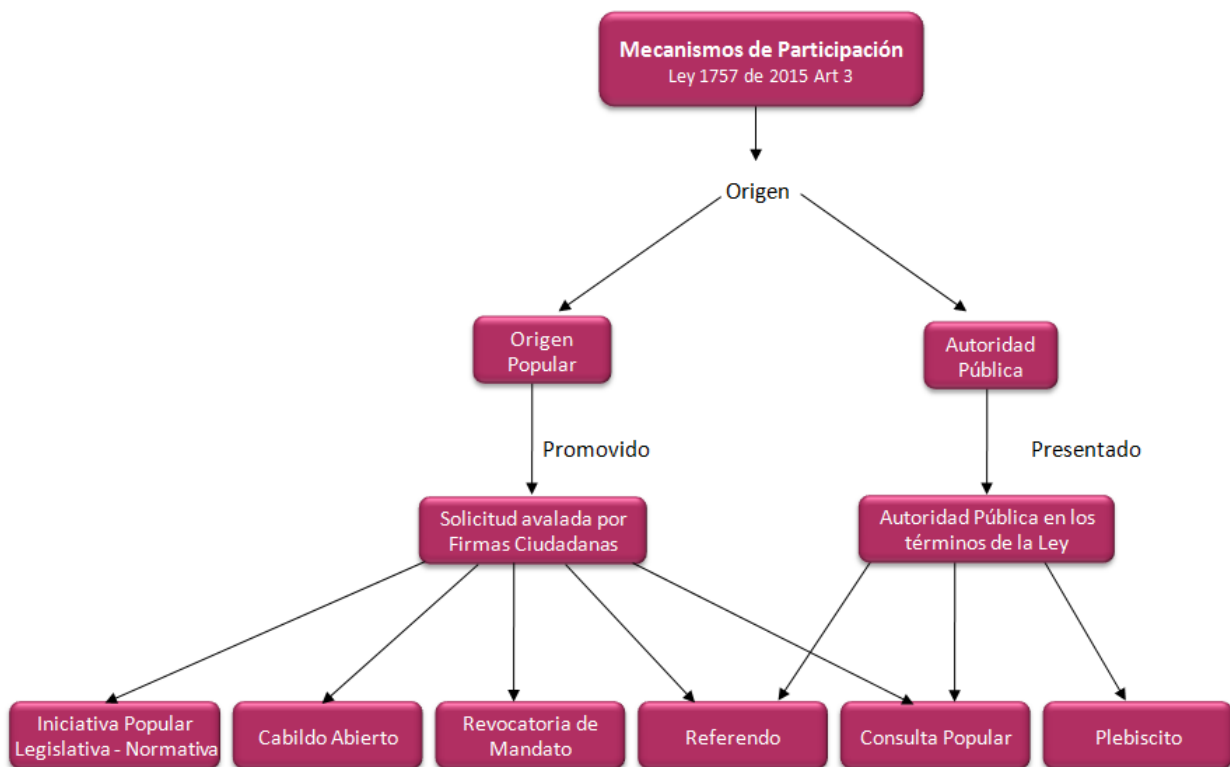 Mecanismos de Participación
Ley 1757 de 2015 Art 3
Origen
Origen
Popular
Autoridad
Pública
Promovido
Presentado
Solicitud avalada por
Firmas Ciudadanas
Autoridad Pública en los
términos de la Ley
Iniciativa Popular
Legislativa - Normativa
Cabildo Abierto
Revocatoria de
Mandato
Referendo
Consulta Popular
Plebiscito